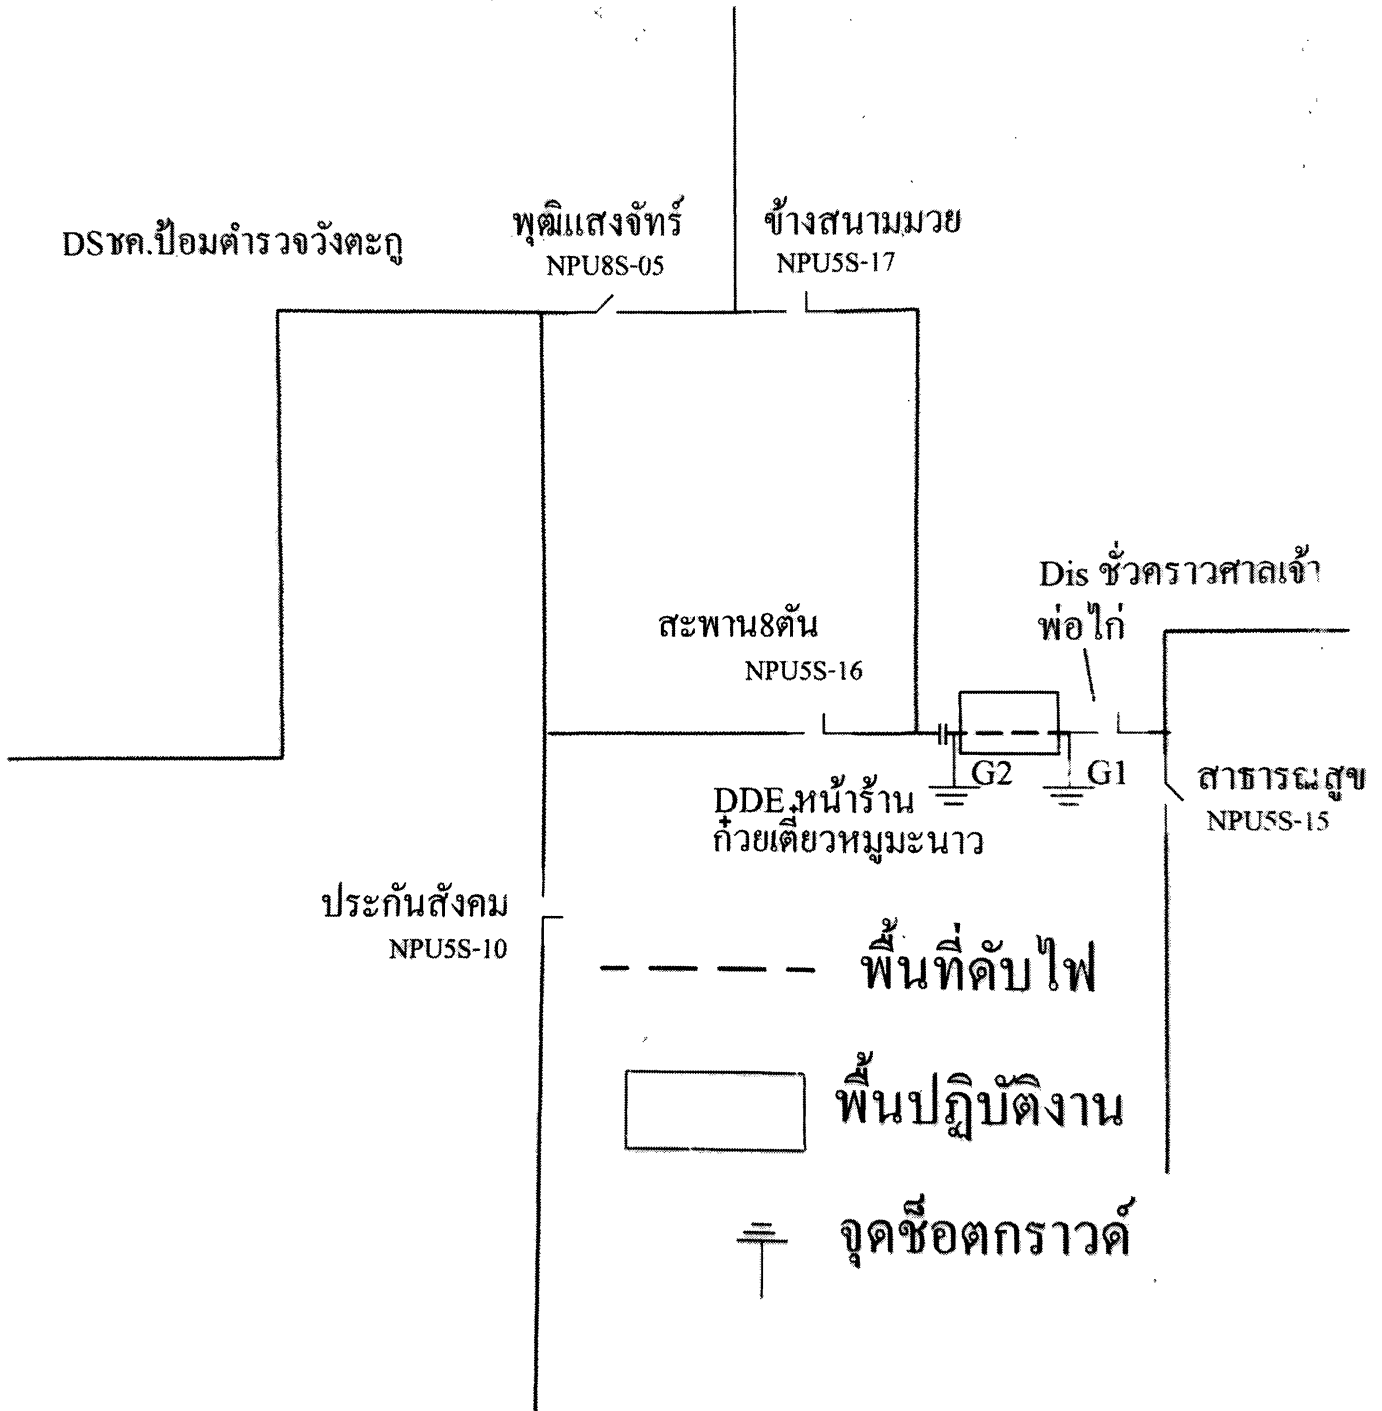 DSชค.ป้อมตำรวจวังตะกู
พุฒิแสงจัทร์
NPU8S-05
ข้างสนามมวย
NPU5S-17
Dis ชั่วคราวศาลเจ้า
พ่อไก่
สะพาน8ตัน
NPU5S-16
G2
G1
สาธารณสูข
NPU5S-15
DDE.หน้าร้าน
ก๋วยเตี๋ยวหมูมะนาว
ประกันสังคม
NPU5S-10
พื้นที่ดับไฟ
พื้นปฏิบัติงาน
จุดช็อตกราวด์